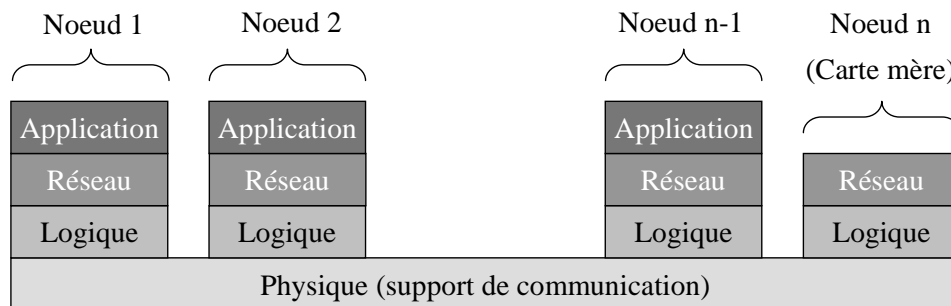 Noeud 1
Noeud 2
Noeud n-1
Noeud n
(Carte mère)
Application
Application
Application
Réseau
Réseau
Réseau
Réseau
Logique
Logique
Logique
Logique
Physique (support de communication)